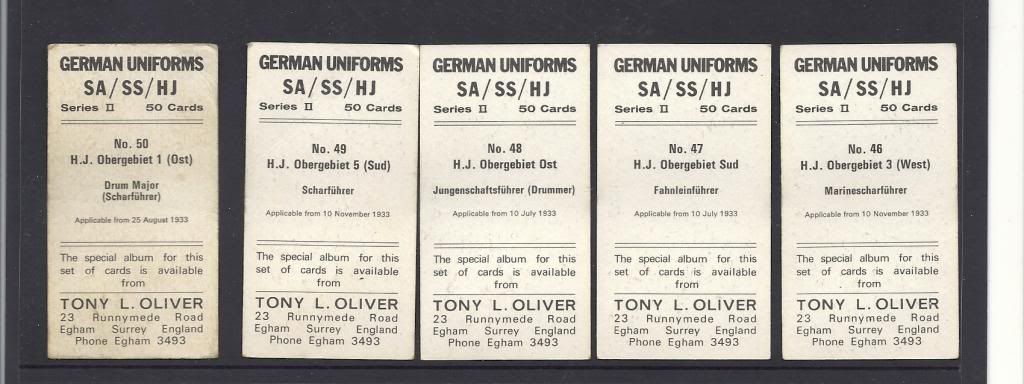 GERMAN UNIFORMS
SA/SS/HJ
Series II 50 Cards
No. 50
H.J. Obergebiet 1 (Ost)
Drum Major
(Scharführer)
Applicable from 25 August 1933
The special album for this
set of cards is available
from
TONY L. OLIVER
23 Runnymede Road
Egham Surrey England
Phone Egham 3493
GERMAN UNIFORMS
SA/SS/HJ
Series II 50 Cards
No. 49
H.J. Obergebiet 5 (Sud)
Scharführer
Applicable from 10 November 1933
The special album for this
set of cards is available
from
TONY L. OLIVER
23 Runnymede Road
Egham Surrey England
Phone Egham 3493
GERMAN UNIFORMS
SA/SS/HJ
Series II 50 Cards
No. 48
H.J. Obergebiet Ost
Jungenschaftsführer (Drummer)
Applicable from 10 July 1933
The special album for this
set of cards is available
from
TONY L. OLIVER
23 Runnymede Road
Egham Surrey England
Phone Egham 3493
GERMAN UNIFORMS
SA/SS/HJ
Series II 50 Cards
No. 47
H.J. Obergebiet Sud
Fahnleinführer
Applicable from 10 July 1933
The special album for this
set of cards is available
from
TONY L. OLIVER
23 Runnymede Road
Egham Surrey England
Phone Egham 3493
GERMAN UNIFORMS
SA/SS/HJ
Series II 50 Cards
No. 46
H.J. Obergebiet 3 (West)
Marinescharführer
Applicable from 10 November 1933
The special album for this
set of cards is available
from
TONY L. OLIVER
23 Runnymede Road
Egham Surrey England
Phone Egham 3493